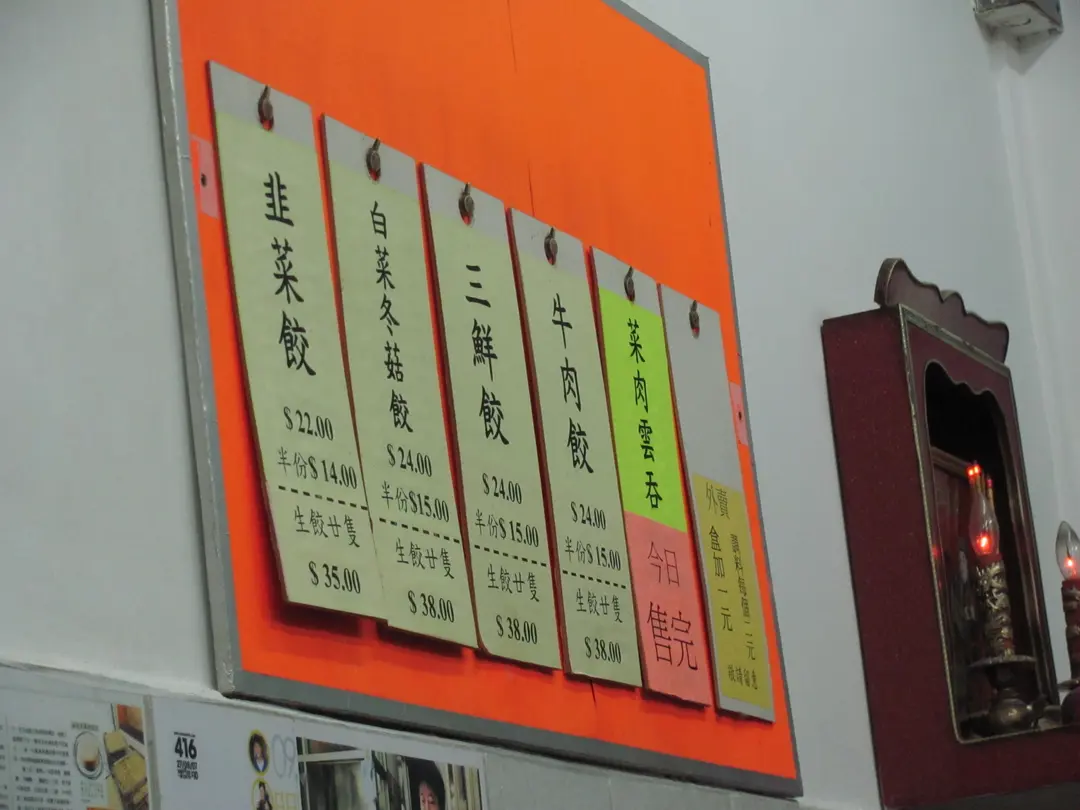 韭菜餃
$22.00
半份$14.00
生餃廿隻
$35.00
白菜冬菇餃
$24.00
半份$15.00
生餃廿隻
$38.00
三鮮餃
$24.00
半份$15.00
生餃廿隻
$38.00
牛肉餃
$24.00
半份$15.00
生餃廿隻
$38.00
菜肉雲吞
今日
售完
外賣
盒加一元
416